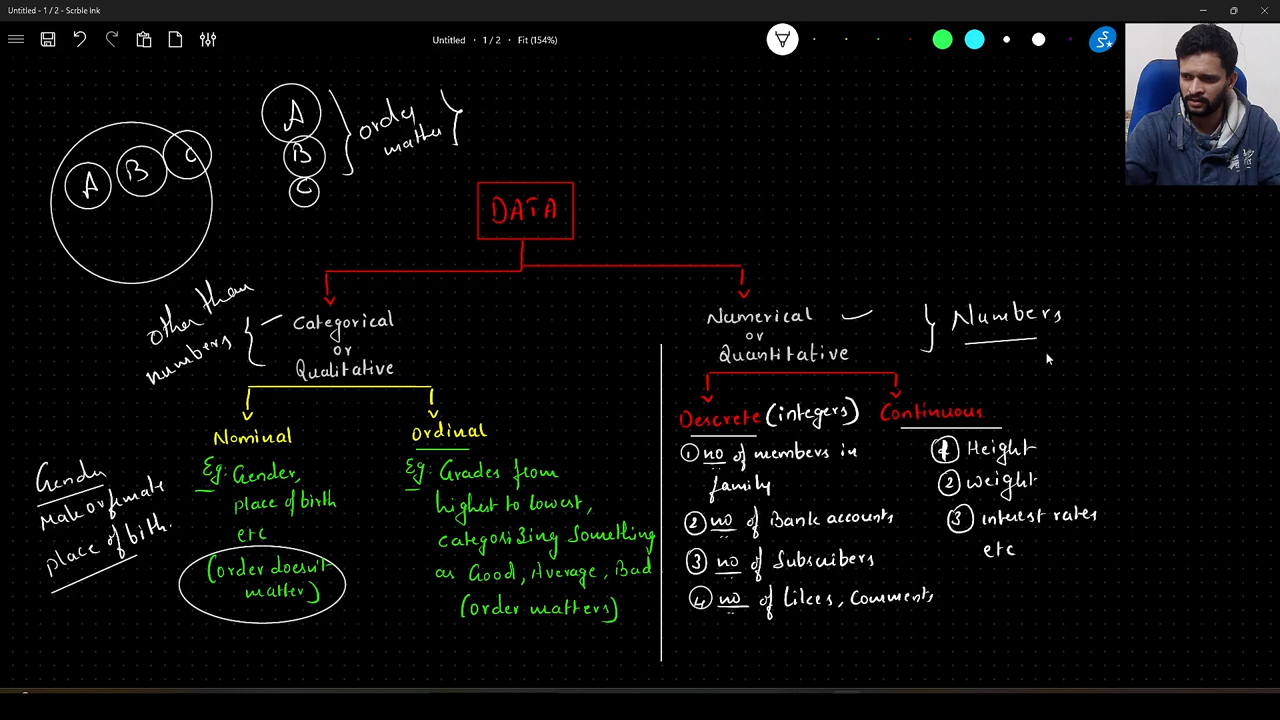 Untitled - 1 / 2 - Scrble Ink
Untitled • 1 / 2 • Fit (154%)
A
B
C
A
B
C
order
matter
DATA
other than
numbers
Categorical
or
Qualitative
Numerical
or
Quantitative
Numbers
Nominal
Eg: Gender,
place of birth
etc
(order doesn't
matter)
Gender
Male or female
place of bith.
Ordinal
Eg: Grades from
highest to lowest,
categorizing something
as Good, Average, Bad
(order matters)
Descrete (integers)
① no of members in
family
② no of Bank accounts
③ no of Subscibers
④ no of Likes, comments
Continuous
① Height
② weight
③ interest rates
etc